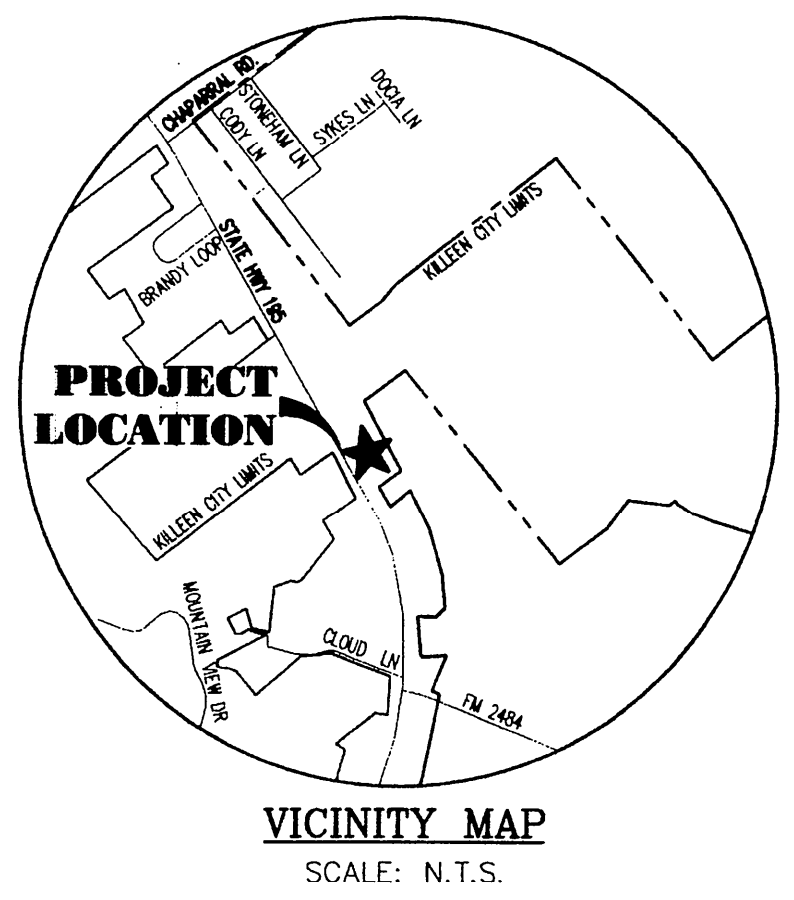 CHAPARRAL RD.
STONEHAM LN
CODY LN
SYKES LN
DOCIA LN
KILLEEN CITY LIMITS
STATE HWY 195
BRANDY LOOP
PROJECT
LOCATION
KILLEEN CITY LIMITS
MOUNTAIN VIEW DR
CLOUD LN
FM 2484
VICINITY MAP
SCALE: N.T.S.